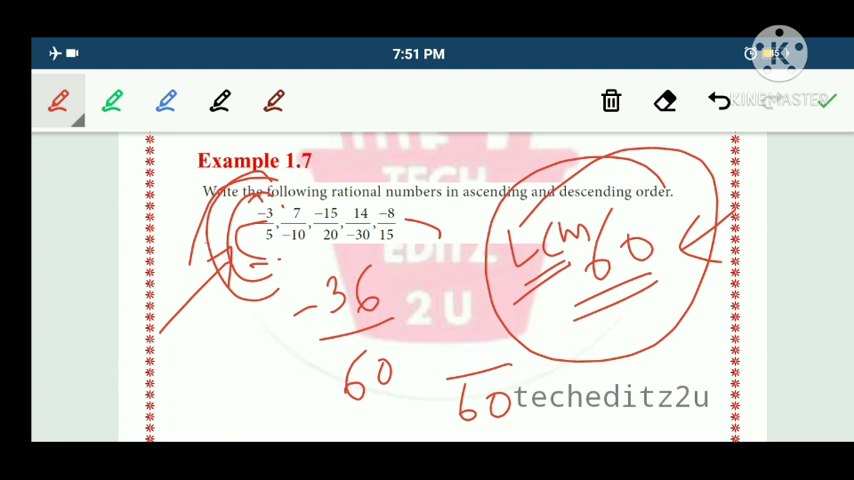 7:51 PM
45
K
KINEMASTER
Example 1.7
TECH
Write the following rational numbers in ascending and descending order.
-3/5, 7/-10, -15/20, 14/-30, -8/15
Lcm 60
EDITZ
-36/60
2 U
60
techeditz2u